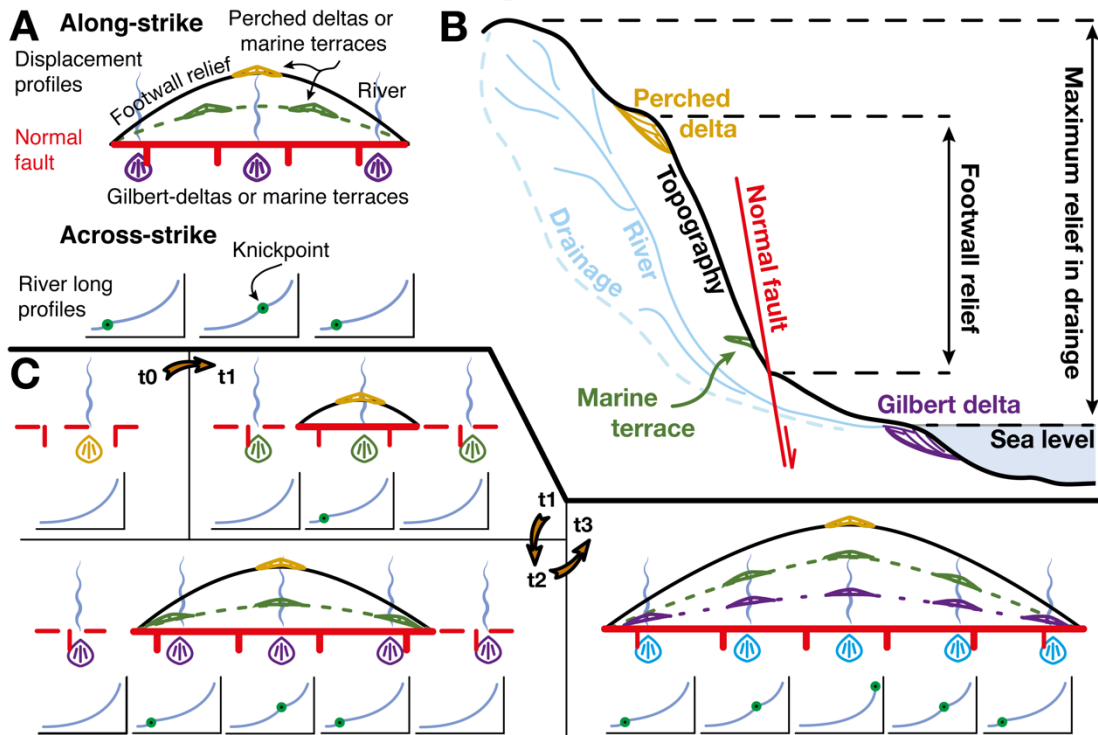 A
Along-strike
Perched deltas or
marine terraces
Displacement
profiles
Footwall relief
River
Normal
fault
Gilbert-deltas or marine terraces
Across-strike
Knickpoint
River long
profiles
B
Perched
delta
Topography
River
Drainage
Normal fault
Footwall relief
Maximum relief in drainge
Marine
terrace
Gilbert delta
Sea level
C
t0
t1
t1
t2
t3